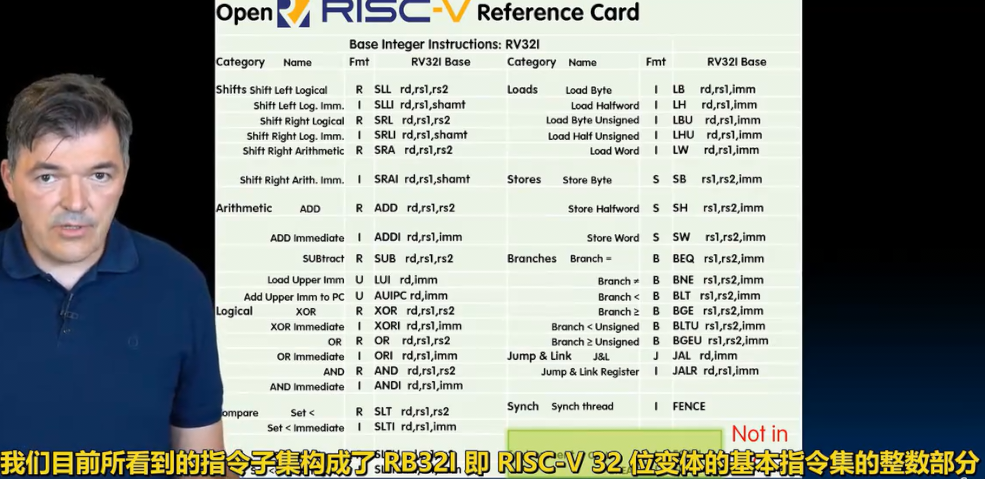 Open RISC-V Reference Card
Base Integer Instructions: RV32I
Category Name Fmt RV32I Base Category Name Fmt RV32I Base
Shifts Shift Left Logical R SLL rd,rs1,rs2 Loads Load Byte I LB rd,rs1,imm
Shift Left Log. Imm. I SLLI rd,rs1,shamt Load Halfword I LH rd,rs1,imm
Shift Right Logical R SRL rd,rs1,rs2 Load Byte Unsigned I LBU rd,rs1,imm
Shift Right Log. Imm. I SRLI rd,rs1,shamt Load Half Unsigned I LHU rd,rs1,imm
Shift Right Arithmetic R SRA rd,rs1,rs2 Load Word I LW rd,rs1,imm
Shift Right Arith. Imm. I SRAI rd,rs1,shamt Stores Store Byte S SB rs1,rs2,imm
Arithmetic ADD R ADD rd,rs1,rs2 Store Halfword S SH rs1,rs2,imm
ADD Immediate I ADDI rd,rs1,imm Store Word S SW rs1,rs2,imm
SUBtract R SUB rd,rs1,rs2 Branches Branch = B BEQ rs1,rs2,imm
Load Upper Imm U LUI rd,imm Branch ≠ B BNE rs1,rs2,imm
Add Upper Imm to PC U AUIPC rd,imm Branch < B BLT rs1,rs2,imm
Logical XOR R XOR rd,rs1,rs2 Branch ≥ B BGE rs1,rs2,imm
XOR Immediate I XORI rd,rs1,imm Branch < Unsigned B BLTU rs1,rs2,imm
OR R OR rd,rs1,rs2 Branch ≥ Unsigned B BGEU rs1,rs2,imm
OR Immediate I ORI rd,rs1,imm Jump & Link J&L J JAL rd,imm
AND R AND rd,rs1,rs2 Jump & Link Register I JALR rd,rs1,imm
AND Immediate I ANDI rd,rs1,imm
ompare Set < R SLT rd,rs1,rs2 Synch Synch thread I FENCE
Set < Immediate I SLTI rd,rs1,imm
Not in
我们目前所看到的指令子集构成了 RB32I 即 RISC-V 32 位变体的基本指令集的整数部分